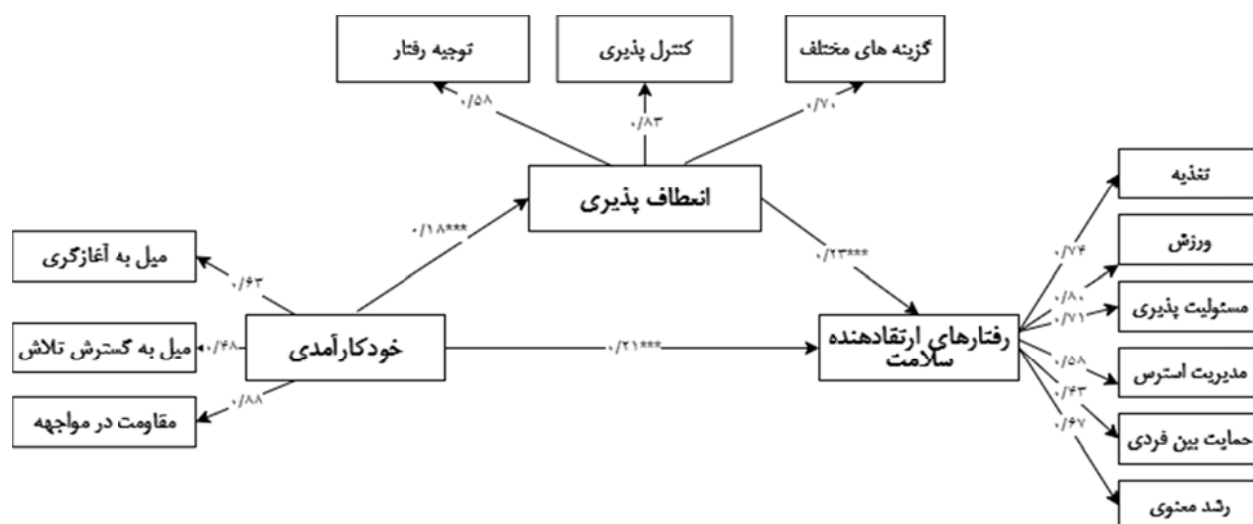 توجیه رفتار
کنترل پذیری
گزینه های مختلف
۰/۵۸
۰/۸۳
۰/۷۰
انعطاف پذیری
۰/۱۸***
۰/۲۳***
میل به آغازگری
میل به گسترش تلاش
مقاومت در مواجهه
۰/۶۳
۰/۴۸
۰/۸۸
خودکارآمدی
۰/۲۱***
رفتارهای ارتقادهنده
سلامت
۰/۷۴
۰/۸۰
۰/۷۱
۰/۵۸
۰/۴۳
۰/۶۷
تغذیه
ورزش
مسئولیت پذیری
مدیریت استرس
حمایت بین فردی
رشد معنوی